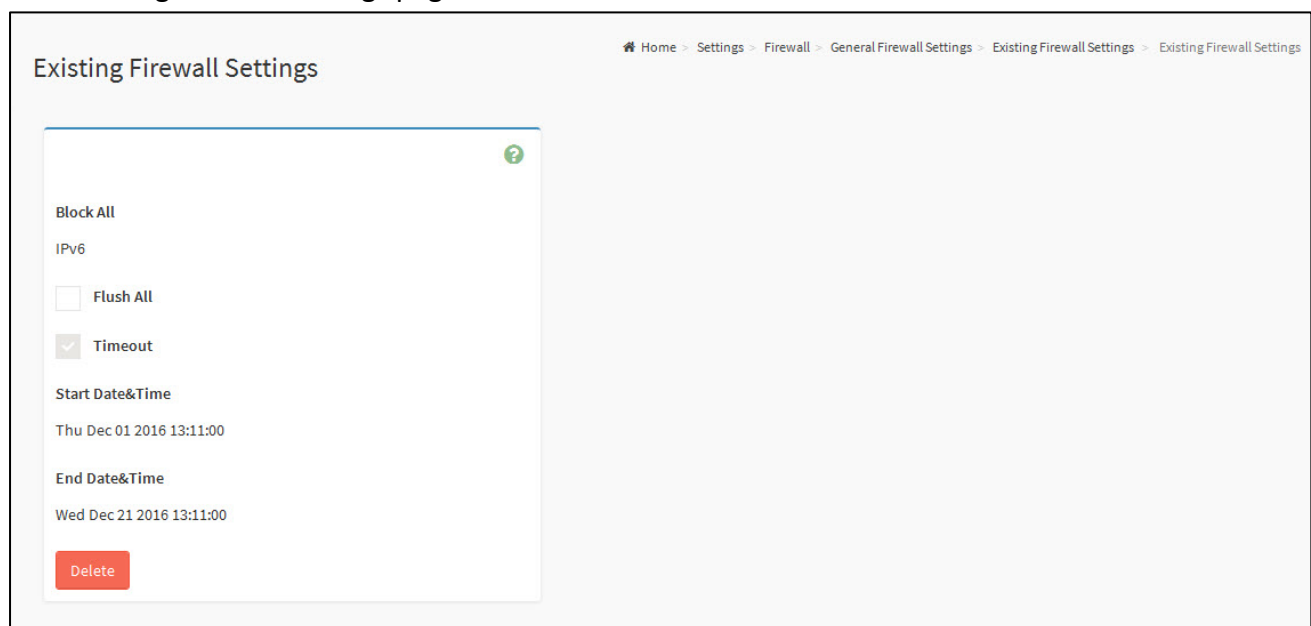 Home > Settings > Firewall > General Firewall Settings > Existing Firewall Settings > Existing Firewall Settings
Existing Firewall Settings
Block All
IPv6
Flush All
Timeout
Start Date&Time
Thu Dec 01 2016 13:11:00
End Date&Time
Wed Dec 21 2016 13:11:00
Delete